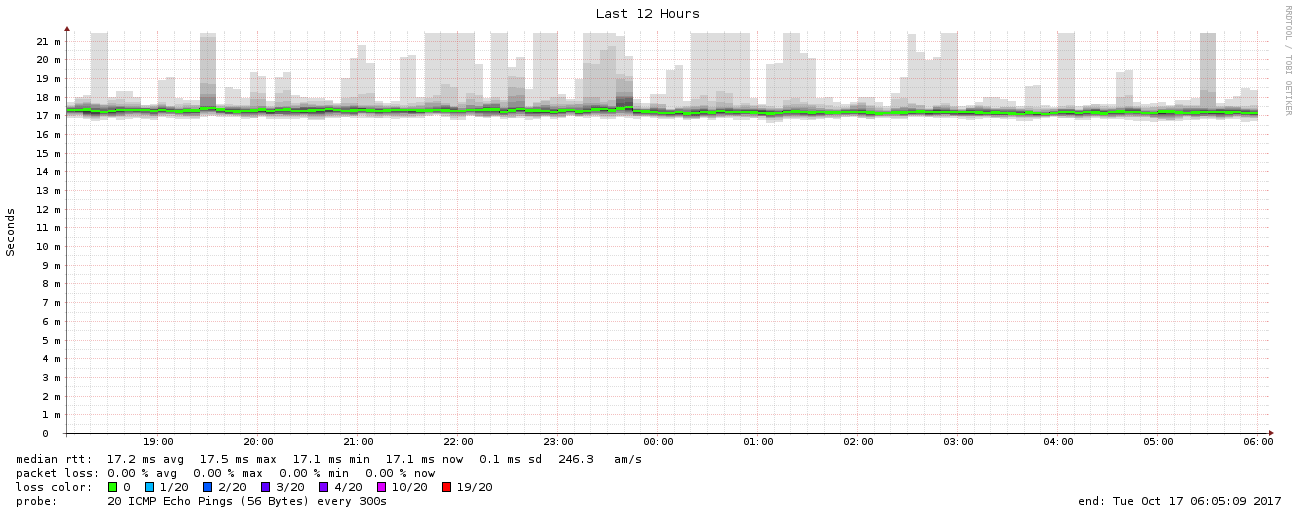 Last 12 Hours
RRDTOOL / TOBI OETIKER
Seconds
21 m
20 m
19 m
18 m
17 m
16 m
15 m
14 m
13 m
12 m
11 m
10 m
9 m
8 m
7 m
6 m
5 m
4 m
3 m
2 m
1 m
0
19:00 20:00 21:00 22:00 23:00 00:00 01:00 02:00 03:00 04:00 05:00 06:00
median rtt: 17.2 ms avg 17.5 ms max 17.1 ms min 17.1 ms now 0.1 ms sd 246.3 am/s
packet loss: 0.00 % avg 0.00 % max 0.00 % min 0.00 % now
loss color: 0 1/20 2/20 3/20 4/20 10/20 19/20
probe: 20 ICMP Echo Pings (56 Bytes) every 300s end: Tue Oct 17 06:05:09 2017